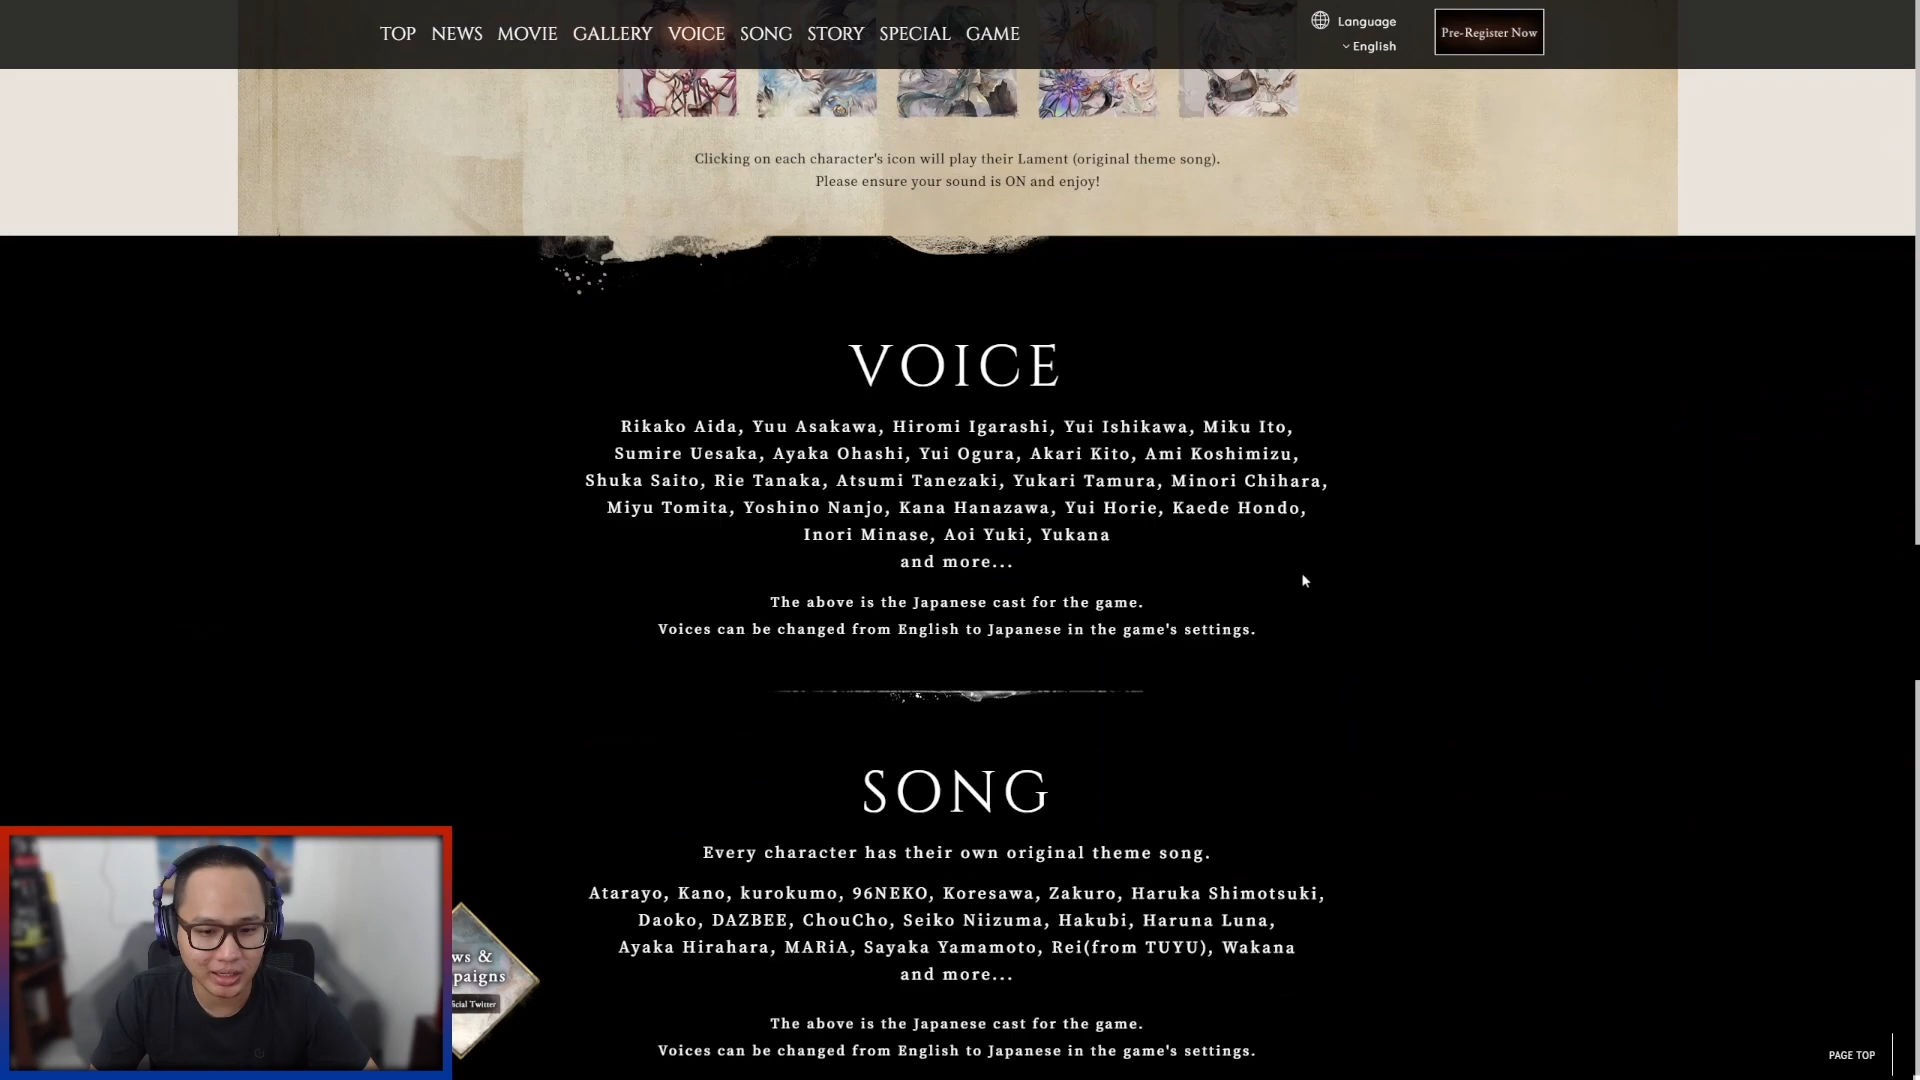 TOP NEWS MOVIE GALLERY VOICE SONG STORY SPECIAL GAME
Language
English
Pre-Register Now
Clicking on each character's icon will play their Lament (original theme song).
Please ensure your sound is ON and enjoy!
VOICE
Rikako Aida, Yuu Asakawa, Hiromi Igarashi, Yui Ishikawa, Miku Ito,
Sumire Uesaka, Ayaka Ohashi, Yui Ogura, Akari Kito, Ami Koshimizu,
Shuka Saito, Rie Tanaka, Atsumi Tanezaki, Yukari Tamura, Minori Chihara,
Miyu Tomita, Yoshino Nanjo, Kana Hanazawa, Yui Horie, Kaede Hondo,
Inori Minase, Aoi Yuki, Yukana
and more...
The above is the Japanese cast for the game.
Voices can be changed from English to Japanese in the game's settings.
SONG
Every character has their own original theme song.
Atarayo, Kano, kurokumo, 96NEKO, Koresawa, Zakuro, Haruka Shimotsuki,
Daoko, DAZBEE, ChouCho, Seiko Niizuma, Hakubi, Haruna Luna,
Ayaka Hirahara, MARiA, Sayaka Yamamoto, Rei(from TUYU), Wakana
and more...
The above is the Japanese cast for the game.
Voices can be changed from English to Japanese in the game's settings.
ws &
paigns
icial Twitter
PAGE TOP